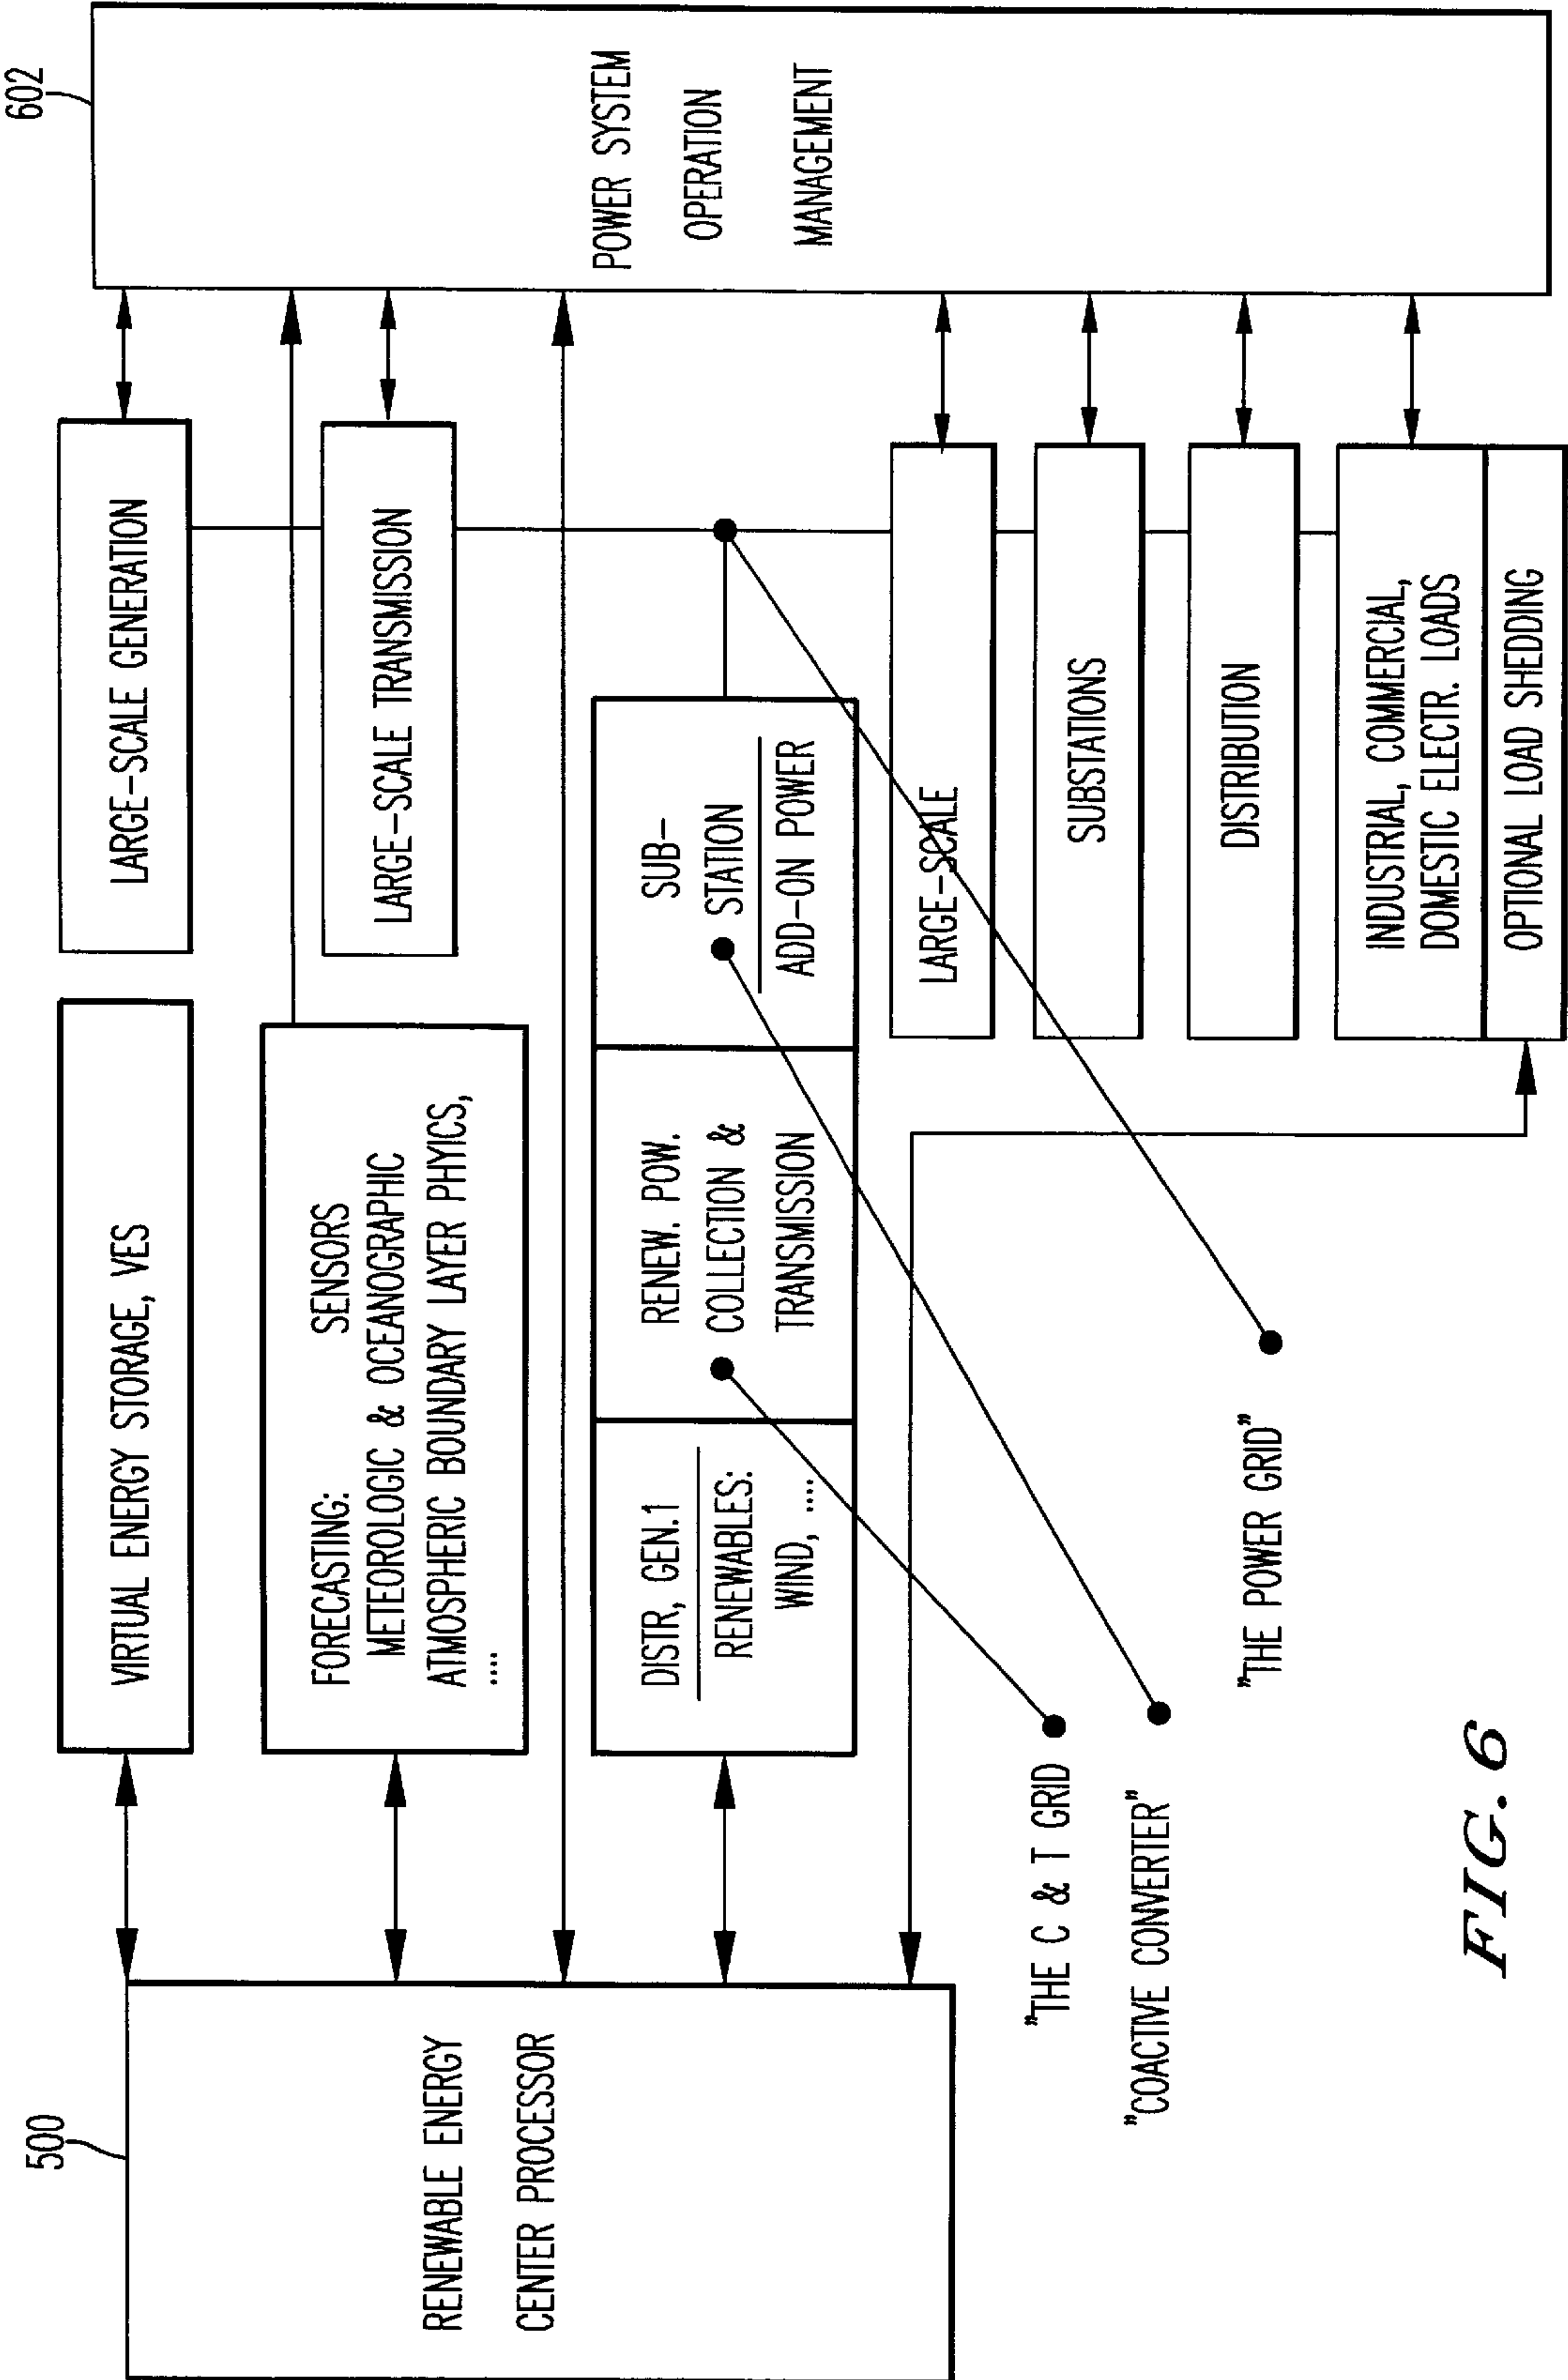 500
RENEWABLE ENERGY
CENTER PROCESSOR
VIRTUAL ENERGY STORAGE, VES
FORECASTING: SENSORS
METEOROLOGIC & OCEANOGRAPHIC
ATMOSPHERIC BOUNDARY LAYER PHYICS,
....
DISTR, GEN.1
RENEWABLES:
WIND, ....
RENEW. POW.
COLLECTION &
TRANSMISSION
SUB-
STATION
ADD-ON POWER
"THE C & T GRID
"COACTIVE CONVERTER"
"THE POWER GRID"
LARGE-SCALE GENERATION
LARGE-SCALE TRANSMISSION
LARGE-SCALE
SUBSTATIONS
DISTRIBUTION
INDUSTRIAL, COMMERCIAL,
DOMESTIC ELECTR. LOADS
OPTIONAL LOAD SHEDDING
602
POWER SYSTEM
OPERATION
MANAGEMENT
FIG. 6